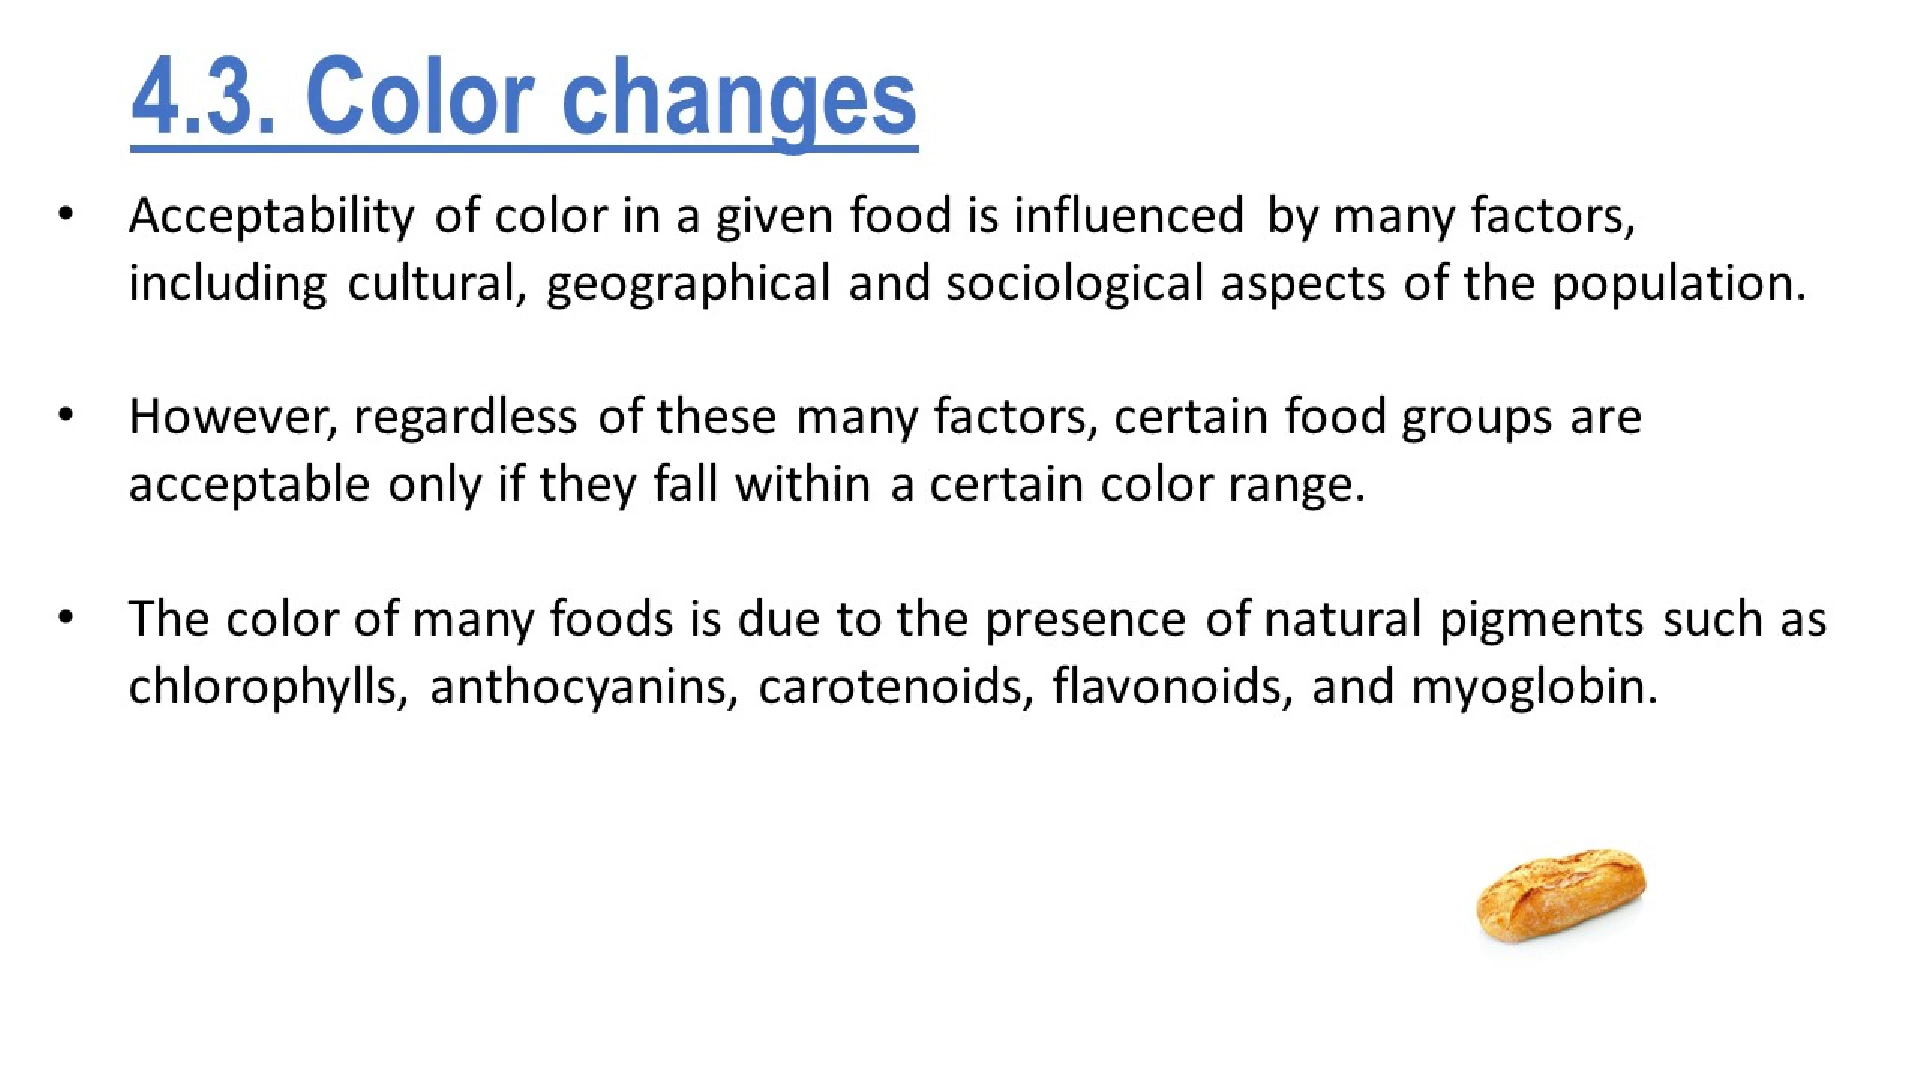 4.3. Color changes
• Acceptability of color in a given food is influenced by many factors,
including cultural, geographical and sociological aspects of the population.
• However, regardless of these many factors, certain food groups are
acceptable only if they fall within a certain color range.
• The color of many foods is due to the presence of natural pigments such as
chlorophylls, anthocyanins, carotenoids, flavonoids, and myoglobin.